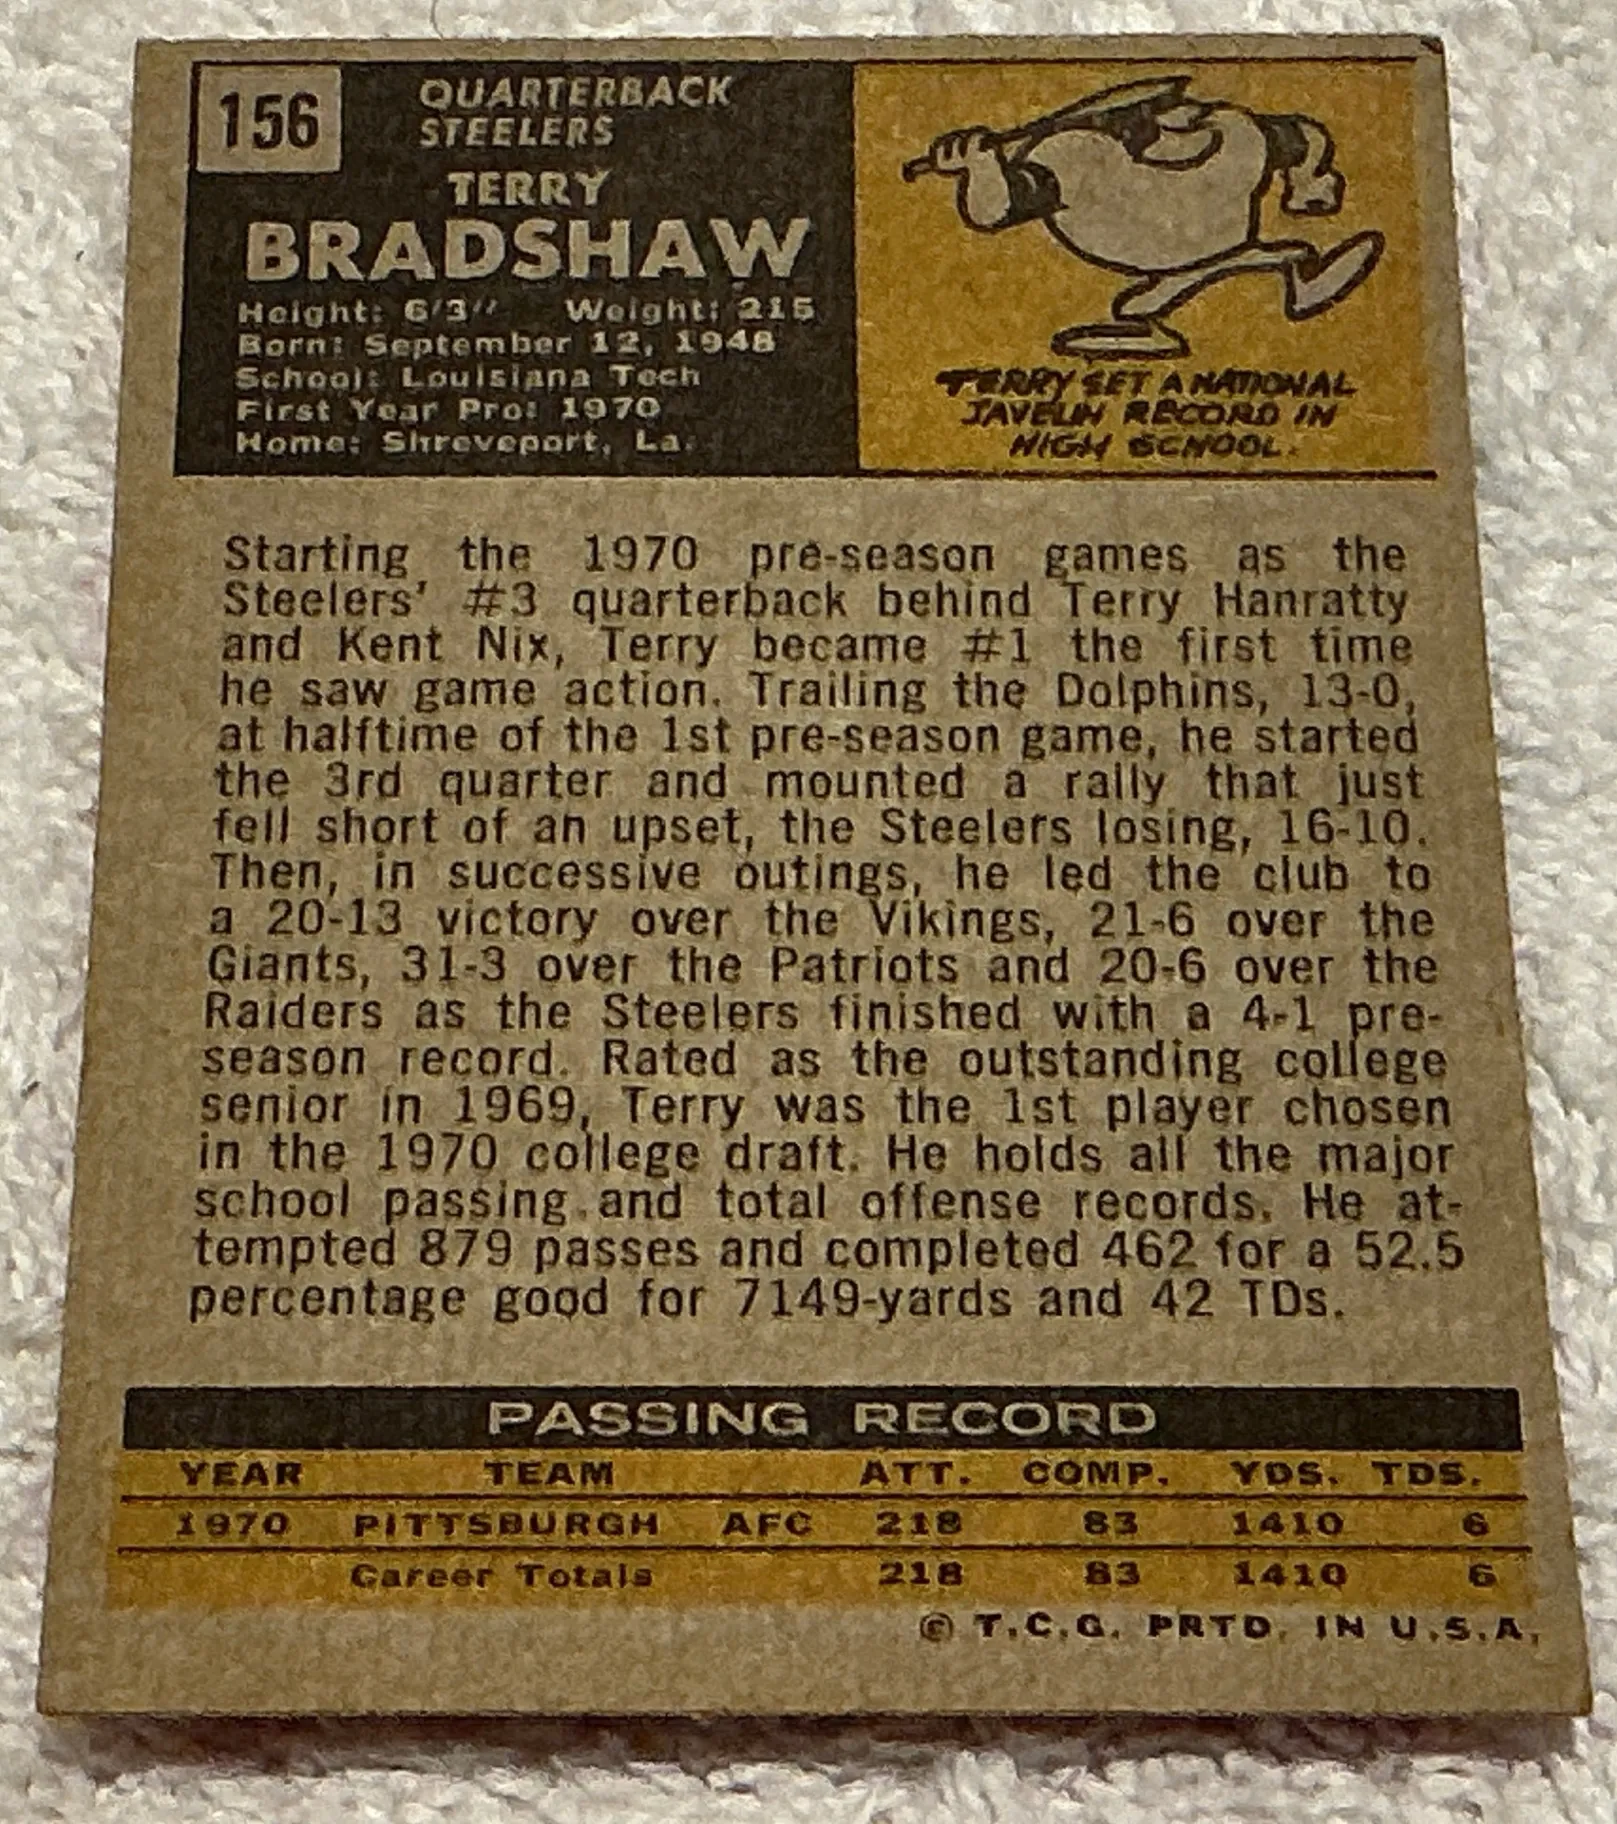 156
QUARTERBACK
STEELERS
TERRY
BRADSHAW
Height: 6'3" Weight: 215
Born: September 12, 1948
School: Louisiana Tech
First Year Pro: 1970
Home: Shreveport, La.
TERRY SET A NATIONAL
JAVELIN RECORD IN
HIGH SCHOOL.
Starting the 1970 pre-season games as the
Steelers' #3 quarterback behind Terry Hanratty
and Kent Nix, Terry became #1 the first time
he saw game action. Trailing the Dolphins, 13-0,
at halftime of the 1st pre-season game, he started
the 3rd quarter and mounted a rally that just
fell short of an upset, the Steelers losing, 16-10.
Then, in successive outings, he led the club to
a 20-13 victory over the Vikings, 21-6 over the
Giants, 31-3 over the Patriots and 20-6 over the
Raiders as the Steelers finished with a 4-1 pre-
season record. Rated as the outstanding college
senior in 1969, Terry was the 1st player chosen
in the 1970 college draft. He holds all the major
school passing and total offense records. He at-
tempted 879 passes and completed 462 for a 52.5
percentage good for 7149-yards and 42 TDs.
PASSING RECORD
YEAR TEAM ATT. COMP. YDS. TDS.
1970 PITTSBURGH AFC 218 83 1410 6
Career Totals 218 83 1410 6
© T.C.G. PRTD. IN U.S.A.